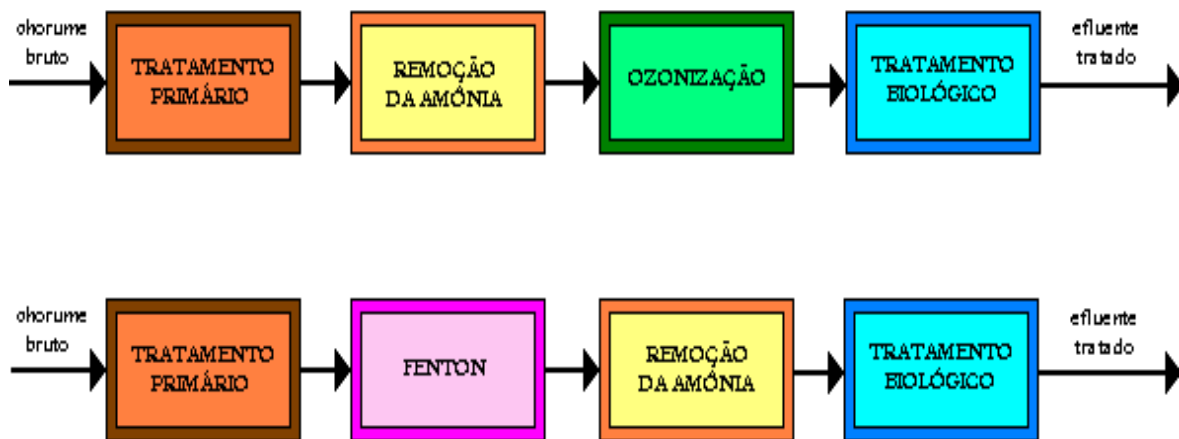 chorume
bruto
TRATAMENTO
PRIMÁRIO
REMOÇÃO
DA AMÔNIA
OZONIZAÇÃO
TRATAMENTO
BIOLÓGICO
efluente
tratado
chorume
bruto
TRATAMENTO
PRIMÁRIO
FENTON
REMOÇÃO
DA AMÔNIA
TRATAMENTO
BIOLÓGICO
efluente
tratado